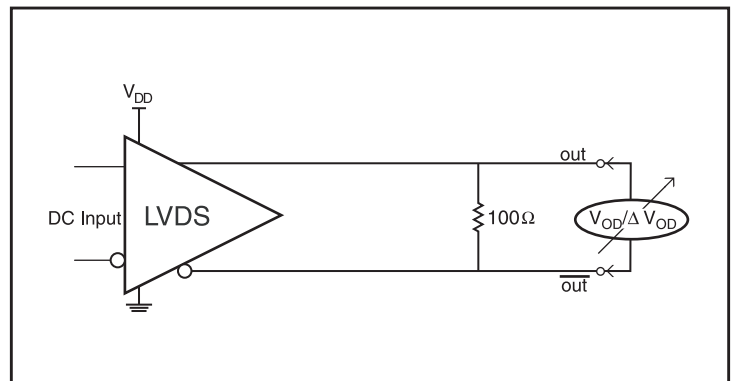 V_DD
out
DC Input
LVDS
100Ω
V_OD/Δ V_OD
out